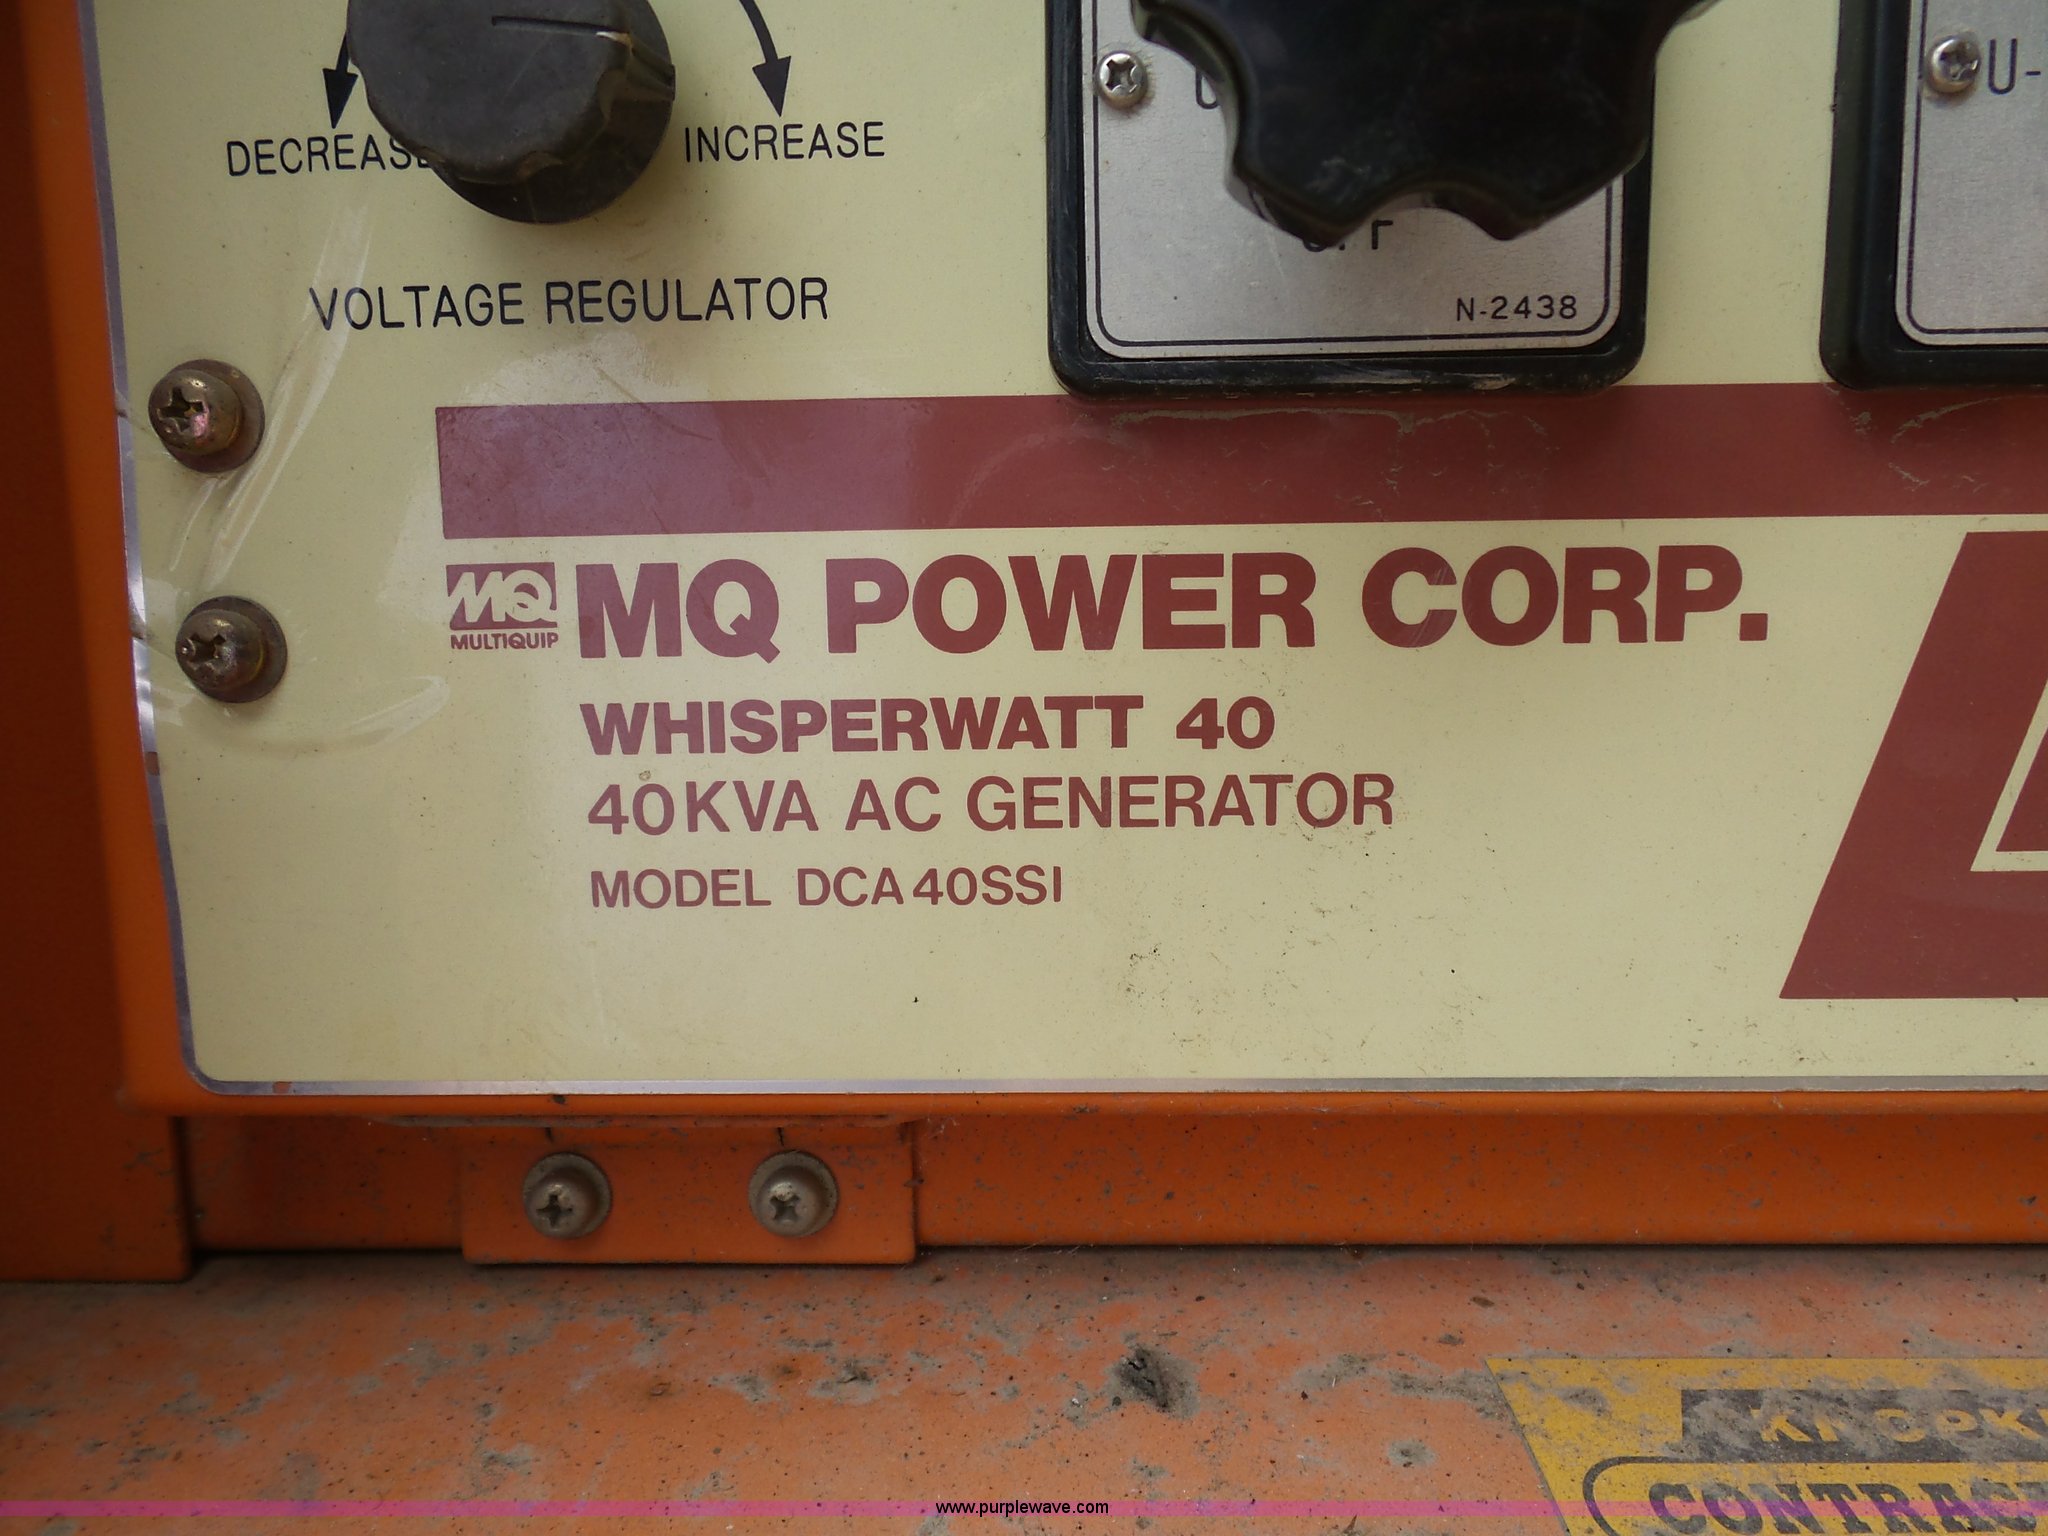 INCREASE
VOLTAGE REGULATOR
N-2438
MQ
MULTIQUIP
MQ POWER CORP.
WHISPERWATT 40
40KVA AC GENERATOR
MODEL DCA40SSI
www.purplewave.com